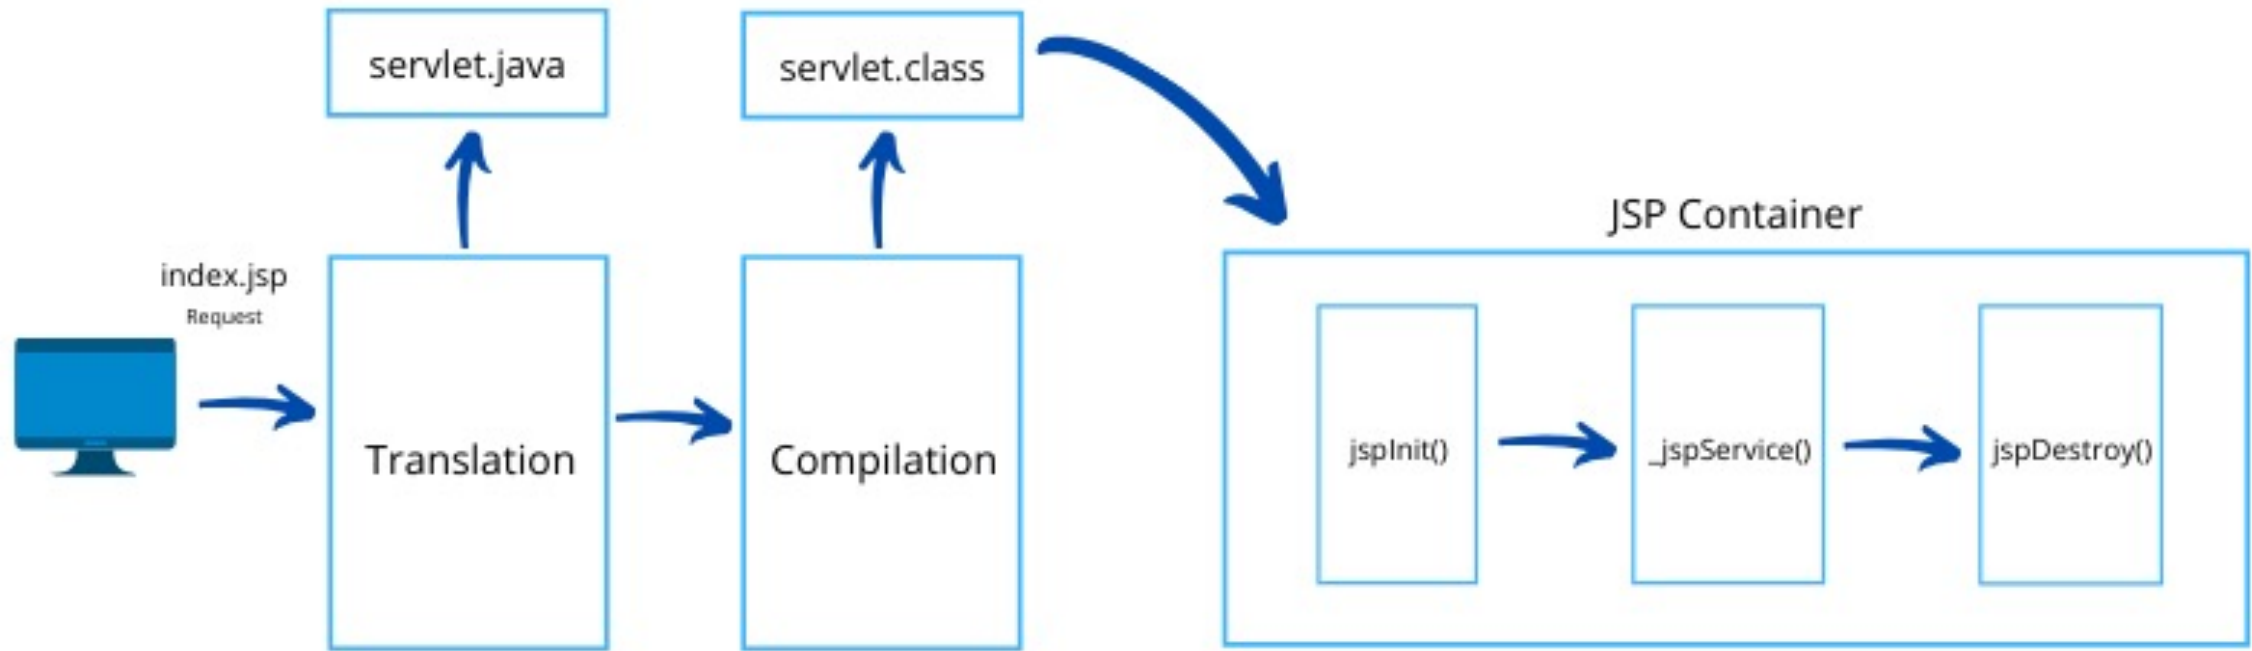 servlet.java
servlet.class
JSP Container
index.jsp
Request
Translation
Compilation
jspInit()
_jspService()
jspDestroy()